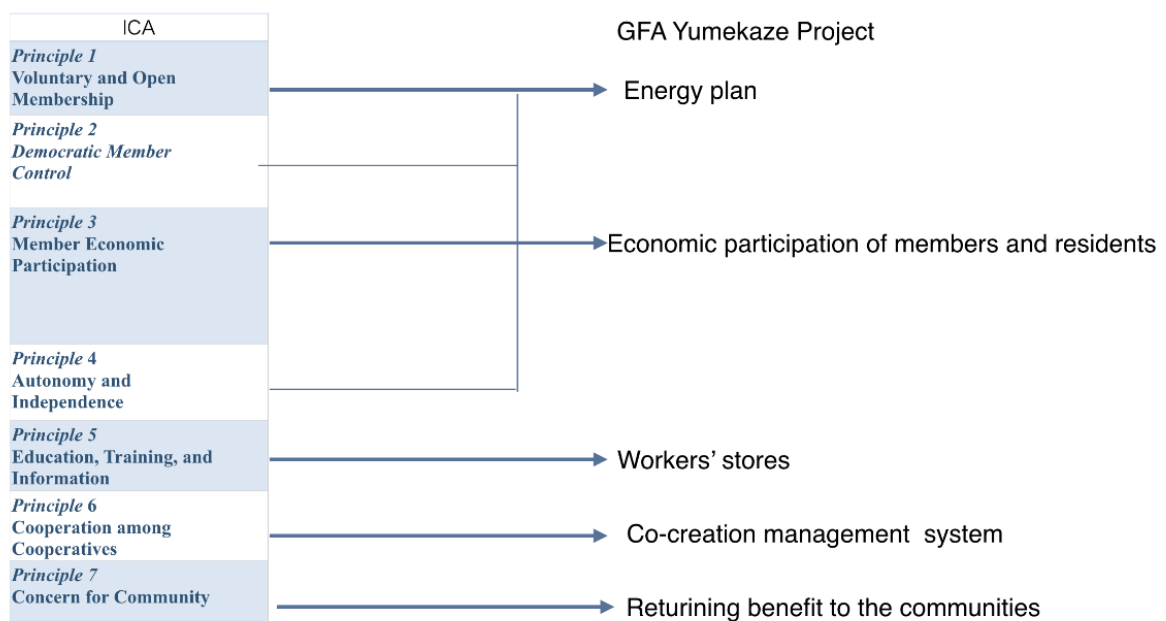 ICA
GFA Yumekaze Project
Principle 1
Voluntary and Open
Membership
Energy plan
Principle 2
Democratic Member
Control
Principle 3
Member Economic
Participation
Economic participation of members and residents
Principle 4
Autonomy and
Independence
Principle 5
Education, Training, and
Information
Workers’ stores
Principle 6
Cooperation among
Cooperatives
Co-creation management system
Principle 7
Concern for Community
Returining benefit to the communities